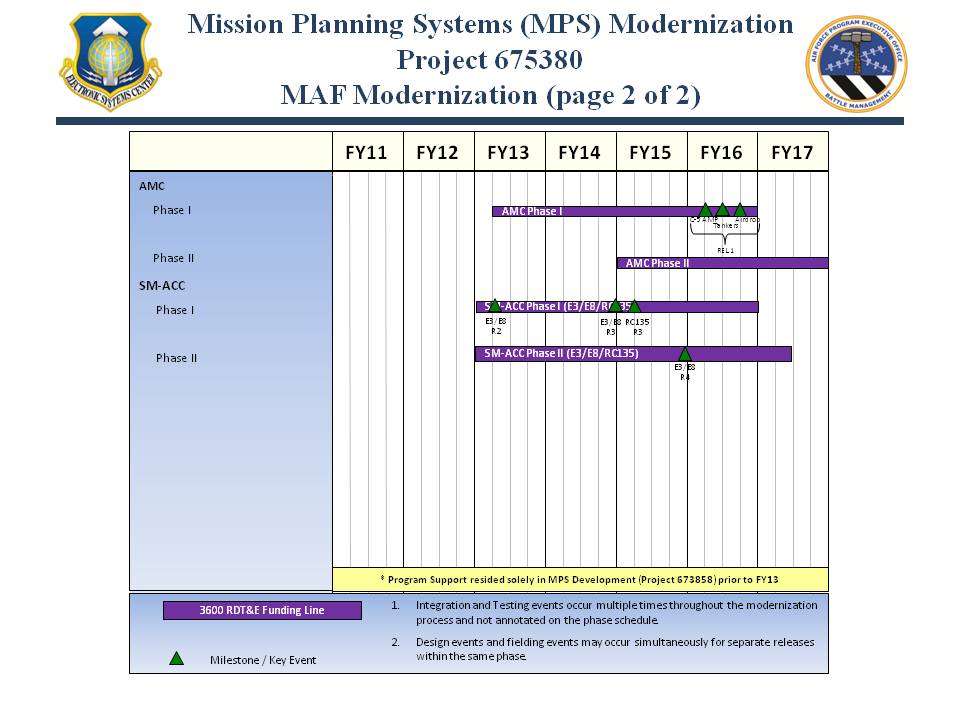 Mission Planning Systems (MPS) Modernization
Project 675380
MAF Modernization (page 2 of 2)
ELECTRONIC SYSTEMS CENTER
AIR FORCE PROGRAM EXECUTIVE OFFICE
BATTLE MANAGEMENT
FY11 FY12 FY13 FY14 FY15 FY16 FY17
AMC
Phase I
AMC Phase I
C-5 AMP Airdrop
Tankers
REL 1
Phase II
AMC Phase II
SM-ACC
Phase I
SM-ACC Phase I (E3/E8/RC135)
E3/E8 E3/E8 RC135
R2 R3 R3
Phase II
SM-ACC Phase II (E3/E8/RC135)
E3/E8
R4
* Program Support resided solely in MPS Development (Project 673858) prior to FY13
3600 RDT&E Funding Line
Milestone / Key Event
1. Integration and Testing events occur multiple times throughout the modernization
process and not annotated on the phase schedule.
2. Design events and fielding events may occur simultaneously for separate releases
within the same phase.